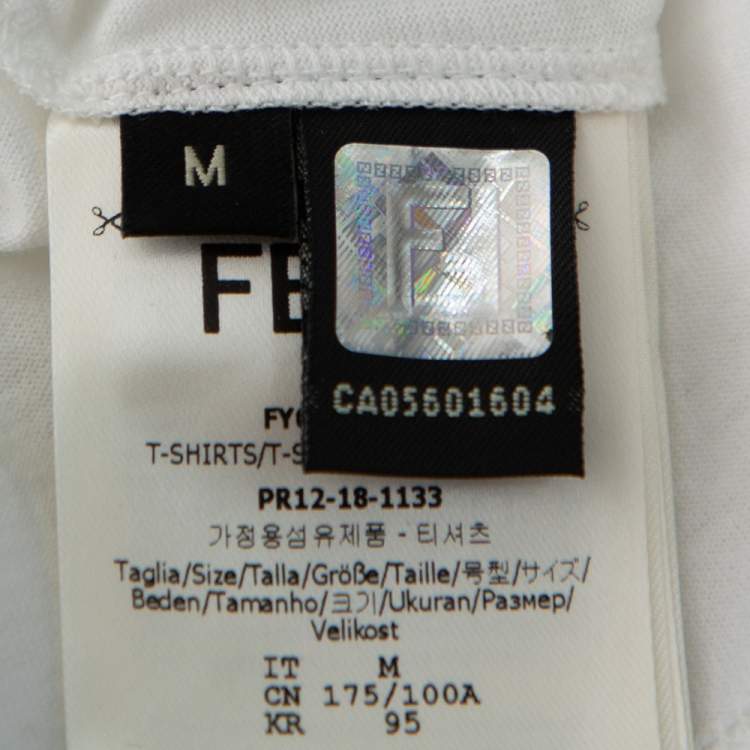 M
F
FE
CA05601604
FY
T-SHIRTS/T-S
PR12-18-1133
가정용섬유제품 - 티셔츠
Taglia/Size/Talla/Größe/Taille/号型/サイズ/
Beden/Tamanho/크기/Ukuran/Размер/
Velikost
IT M
CN 175/100A
KR 95